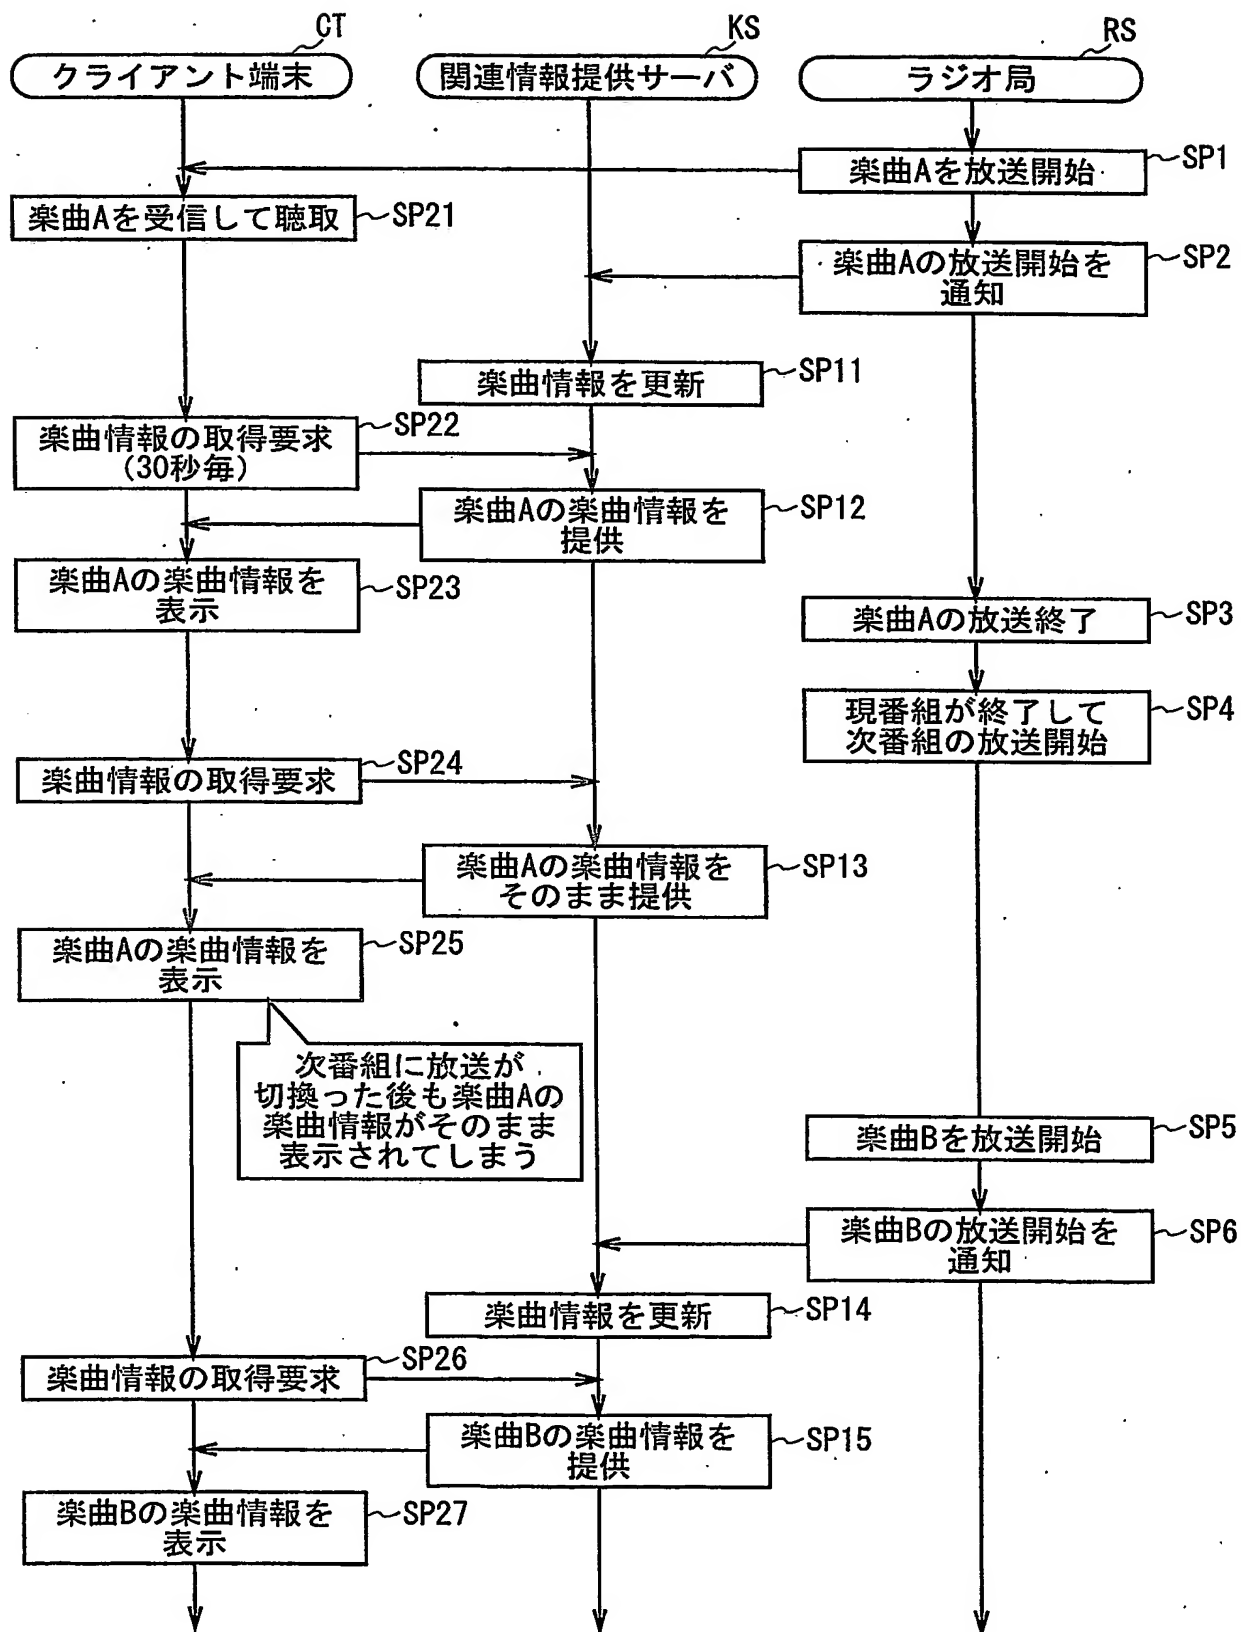 CT
クライアント端末
KS
関連情報提供サーバ
RS
ラジオ局
楽曲Aを放送開始
SP1
楽曲Aを受信して聴取
SP21
楽曲Aの放送開始を
通知
SP2
楽曲情報を更新
SP11
楽曲情報の取得要求
(30秒毎)
SP22
楽曲Aの楽曲情報を
提供
SP12
楽曲Aの楽曲情報を
表示
SP23
楽曲Aの放送終了
SP3
現番組が終了して
次番組の放送開始
SP4
楽曲情報の取得要求
SP24
楽曲Aの楽曲情報を
そのまま提供
SP13
楽曲Aの楽曲情報を
表示
SP25
次番組に放送が
切換った後も楽曲Aの
楽曲情報がそのまま
表示されてしまう
楽曲Bを放送開始
SP5
楽曲Bの放送開始を
通知
SP6
楽曲情報を更新
SP14
楽曲情報の取得要求
SP26
楽曲Bの楽曲情報を
提供
SP15
楽曲Bの楽曲情報を
表示
SP27